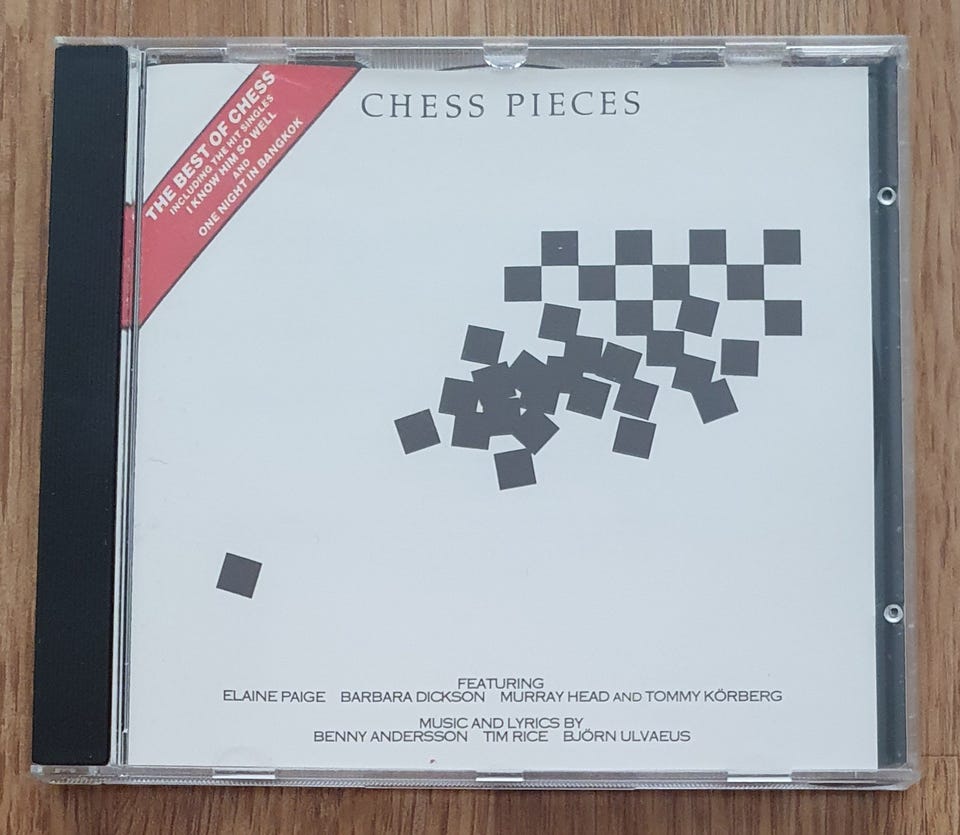 CHESS PIECES
THE BEST OF CHESS
INCLUDING THE HIT SINGLES
I KNOW HIM SO WELL
AND
ONE NIGHT IN BANGKOK
FEATURING
ELAINE PAIGE BARBARA DICKSON MURRAY HEAD AND TOMMY KÖRBERG
MUSIC AND LYRICS BY
BENNY ANDERSSON TIM RICE BJÖRN ULVAEUS